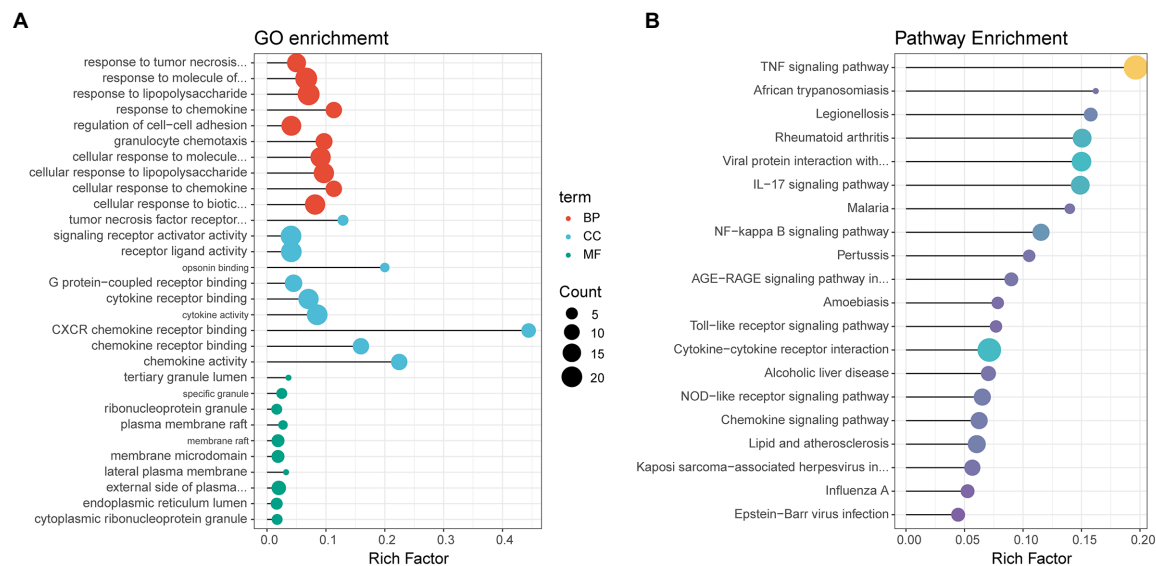 A
GO enrichmemt
response to tumor necrosis...
response to molecule of...
response to lipopolysaccharide
response to chemokine
regulation of cell−cell adhesion
granulocyte chemotaxis
cellular response to molecule...
cellular response to lipopolysaccharide
cellular response to chemokine
cellular response to biotic...
tumor necrosis factor receptor...
signaling receptor activator activity
receptor ligand activity
opsonin binding
G protein−coupled receptor binding
cytokine receptor binding
cytokine activity
CXCR chemokine receptor binding
chemokine receptor binding
chemokine activity
tertiary granule lumen
specific granule
ribonucleoprotein granule
plasma membrane raft
membrane raft
membrane microdomain
lateral plasma membrane
external side of plasma...
endoplasmic reticulum lumen
cytoplasmic ribonucleoprotein granule
0.0 0.1 0.2 0.3 0.4
Rich Factor
term
BP
CC
MF
Count
5
10
15
20
B
Pathway Enrichment
TNF signaling pathway
African trypanosomiasis
Legionellosis
Rheumatoid arthritis
Viral protein interaction with...
IL−17 signaling pathway
Malaria
NF−kappa B signaling pathway
Pertussis
AGE−RAGE signaling pathway in...
Amoebiasis
Toll−like receptor signaling pathway
Cytokine−cytokine receptor interaction
Alcoholic liver disease
NOD−like receptor signaling pathway
Chemokine signaling pathway
Lipid and atherosclerosis
Kaposi sarcoma−associated herpesvirus in...
Influenza A
Epstein−Barr virus infection
0.00 0.05 0.10 0.15 0.20
Rich Factor